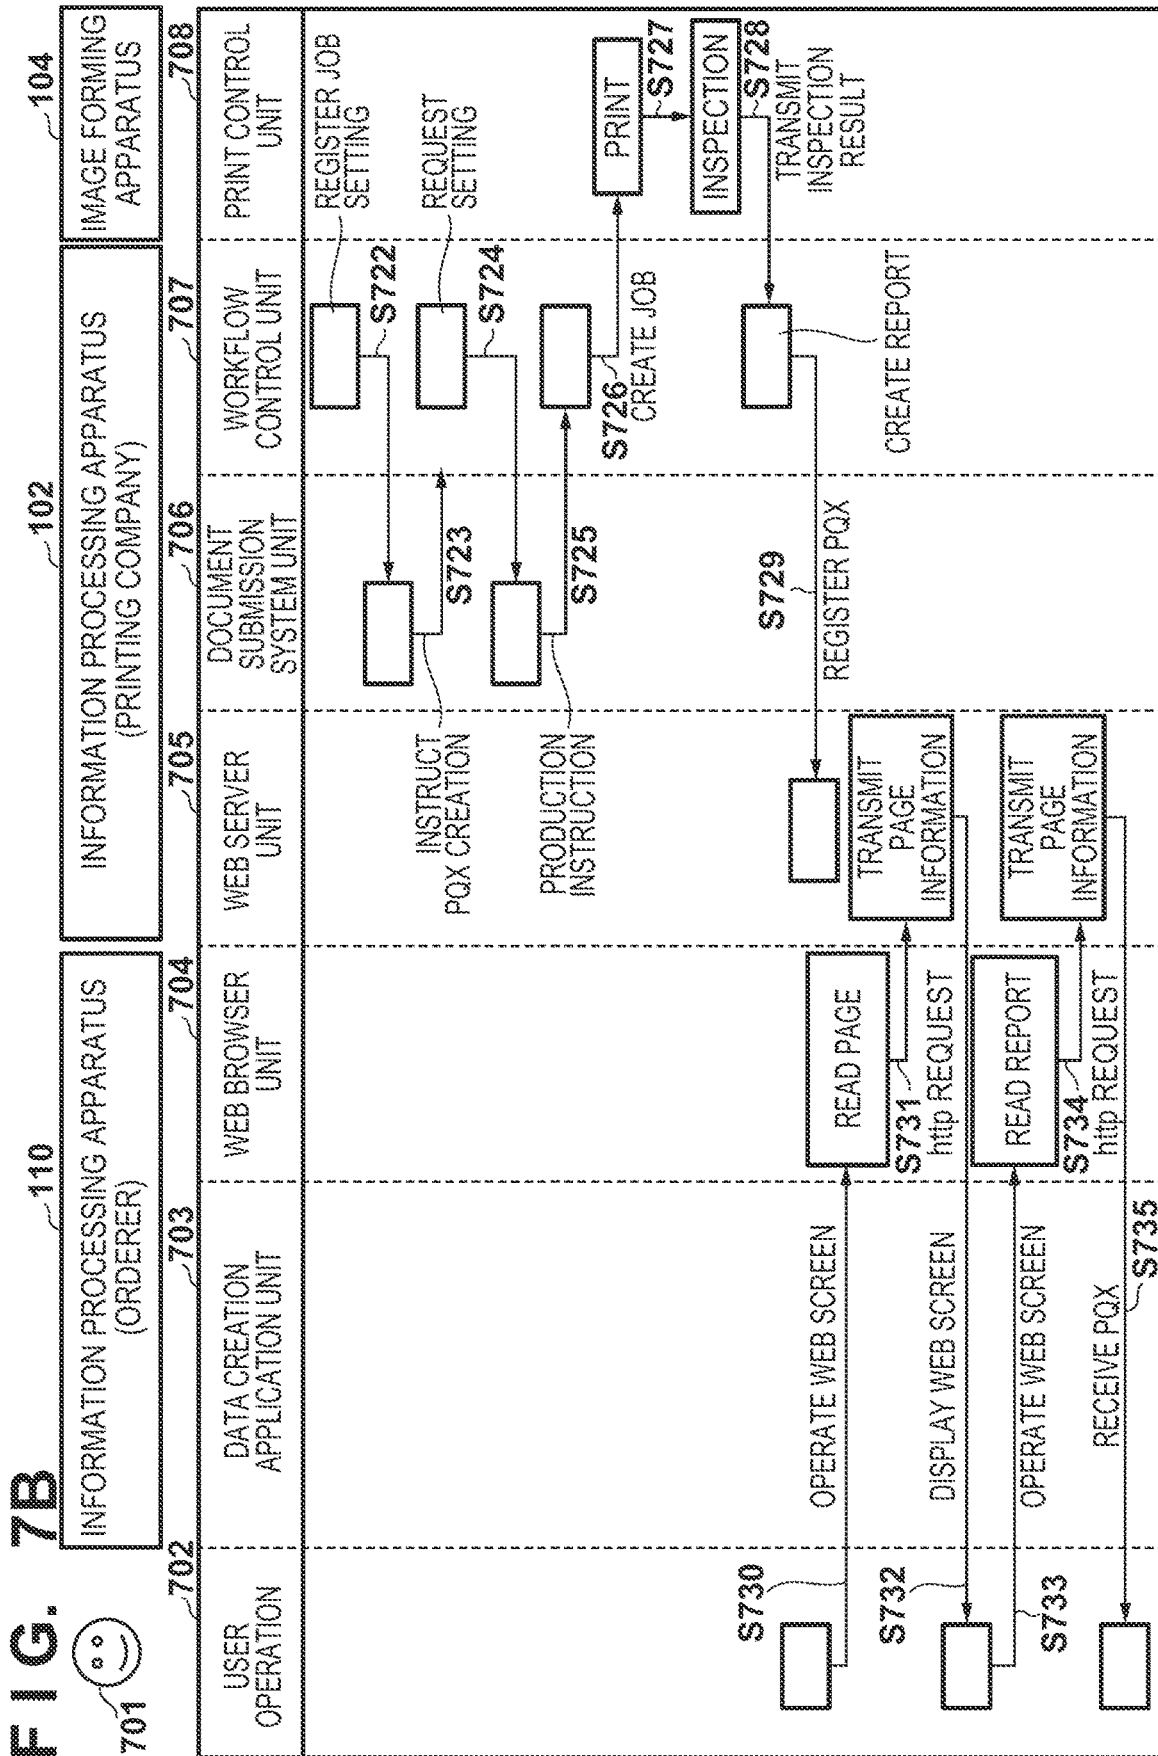 FIG. 7B
701
110
INFORMATION PROCESSING APPARATUS
(ORDERER)
102
INFORMATION PROCESSING APPARATUS
(PRINTING COMPANY)
104
IMAGE FORMING
APPARATUS
702
USER
OPERATION
703
DATA CREATION
APPLICATION UNIT
704
WEB BROWSER
UNIT
705
WEB SERVER
UNIT
706
DOCUMENT
SUBMISSION
SYSTEM UNIT
707
WORKFLOW
CONTROL UNIT
708
PRINT CONTROL
UNIT
REGISTER JOB
SETTING
S722
INSTRUCT
PQX CREATION
S723
REQUEST
SETTING
S724
PRODUCTION
INSTRUCTION
S725
S726
CREATE JOB
PRINT
S727
INSPECTION
S728
TRANSMIT
INSPECTION
RESULT
CREATE REPORT
S729
REGISTER PQX
S730
OPERATE WEB SCREEN
READ PAGE
S731
http REQUEST
TRANSMIT
PAGE
INFORMATION
S732
DISPLAY WEB SCREEN
S733
OPERATE WEB SCREEN
READ REPORT
S734
http REQUEST
TRANSMIT
PAGE
INFORMATION
RECEIVE PQX
S735